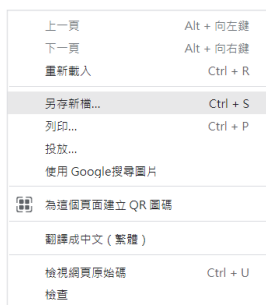 上一頁 Alt + 向左鍵
下一頁 Alt + 向右鍵
重新載入 Ctrl + R
另存新檔... Ctrl + S
列印... Ctrl + P
投放...
使用 Google搜尋圖片
為這個頁面建立 QR 圖碼
翻譯成中文 ( 繁體 )
檢視網頁原始碼 Ctrl + U
檢查